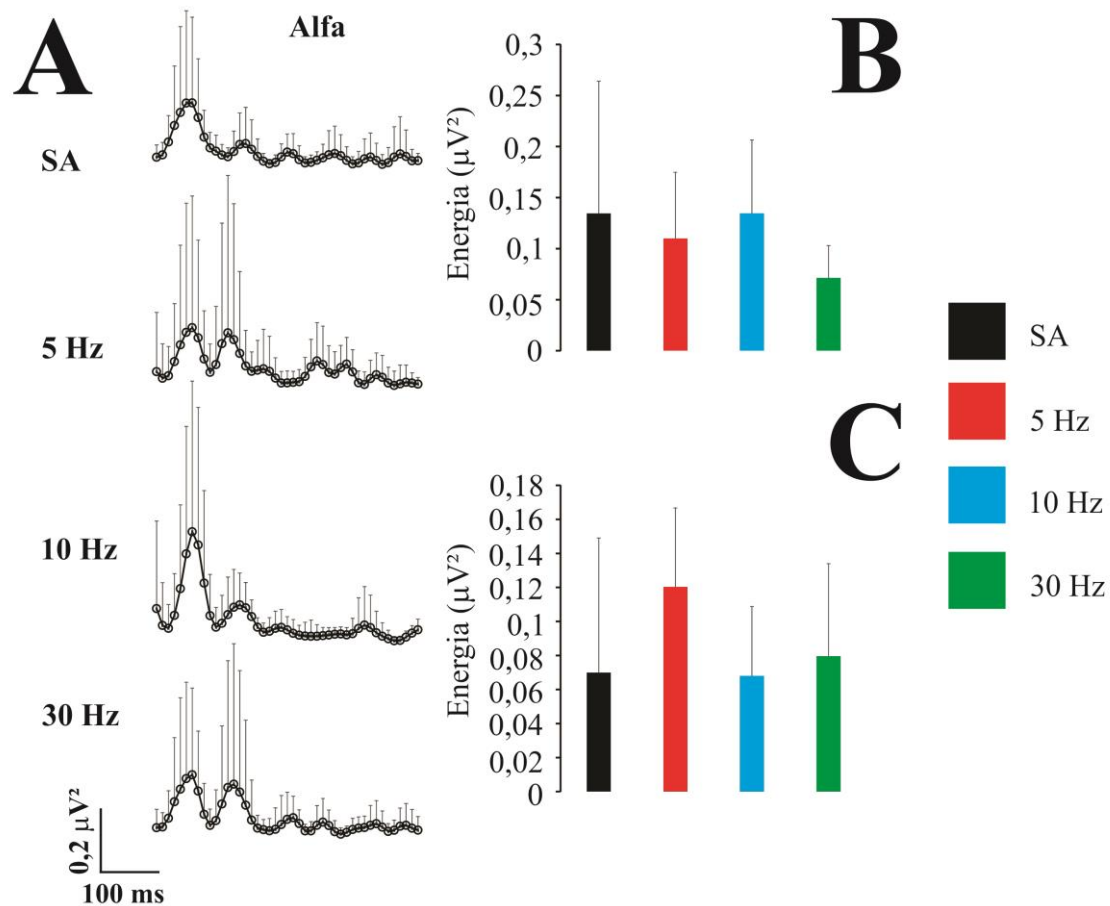 A
Alfa
SA
5 Hz
10 Hz
30 Hz
0,2 µV²
100 ms
B
Energia (µV²)
0,3
0,25
0,2
0,15
0,1
0,05
0
C
Energia (µV²)
0,18
0,16
0,14
0,12
0,1
0,08
0,06
0,04
0,02
0
SA
5 Hz
10 Hz
30 Hz